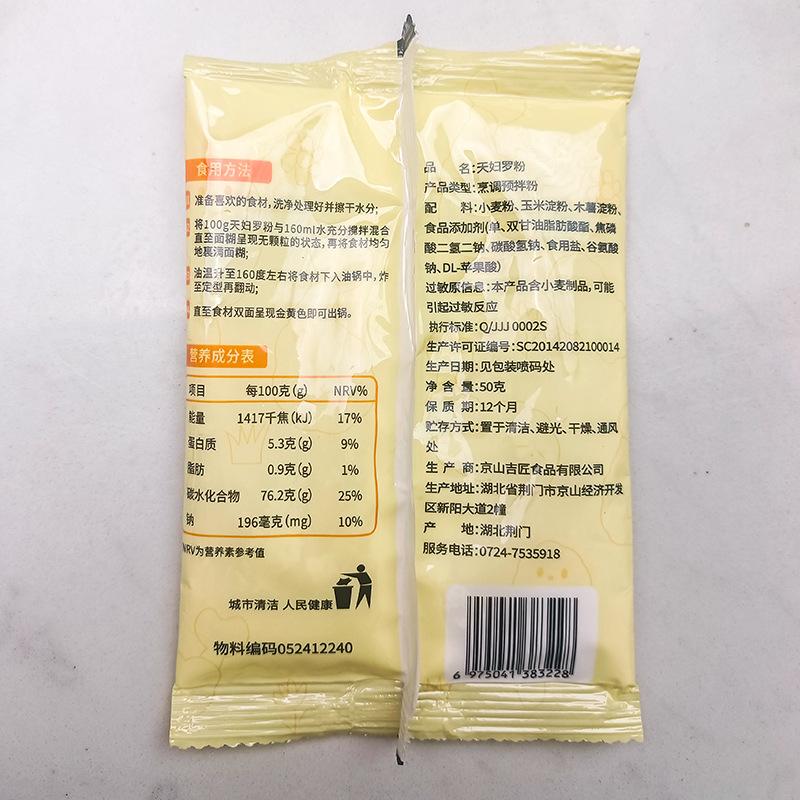 食用方法
准备喜欢的食材,洗净处理好并擦干水分;
将100g天妇罗粉与160ml水充分搅拌混合
直至面糊呈现无颗粒的状态,再将食材均匀
地裹满面糊;
油温升至160度左右将食材下入油锅中,炸
至定型再翻动;
直至食材双面呈现金黄色即可出锅。
营养成分表
项目 每100克(g) NRV%
能量 1417千焦(kJ) 17%
蛋白质 5.3克(g) 9%
脂肪 0.9克(g) 1%
碳水化合物 76.2克(g) 25%
钠 196毫克(mg) 10%
NRV为营养素参考值
城市清洁 人民健康
物料编码052412240
品 名:天妇罗粉
产品类型:烹调预拌粉
配 料:小麦粉、玉米淀粉、木薯淀粉、
食品添加剂(单、双甘油脂肪酸酯、焦磷
酸二氢二钠、碳酸氢钠、食用盐、谷氨酸
钠、DL-苹果酸)
过敏原信息:本产品含小麦制品,可能
引起过敏反应
执行标准:Q/JJJ 0002S
生产许可证编号:SC20142082100014
生产日期:见包装喷码处
净 含 量:50克
保 质 期:12个月
贮存方式:置于清洁、避光、干燥、通风
处
生 产 商:京山吉匠食品有限公司
生产地址:湖北省荆门市京山经济开发
区新阳大道2幢
产 地:湖北荆门
服务电话:0724-7535918
6 975041 383228